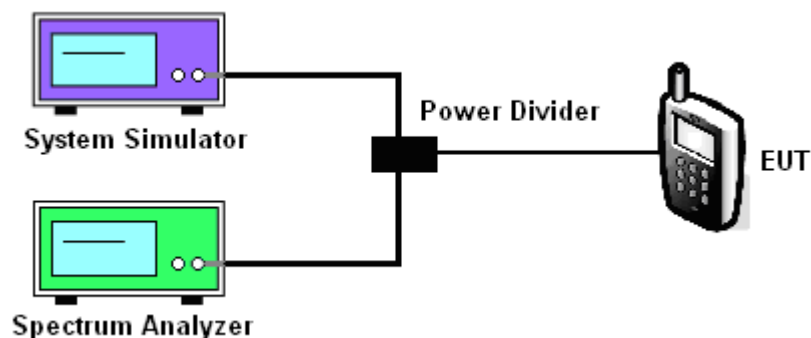 System Simulator
Power Divider
EUT
Spectrum Analyzer